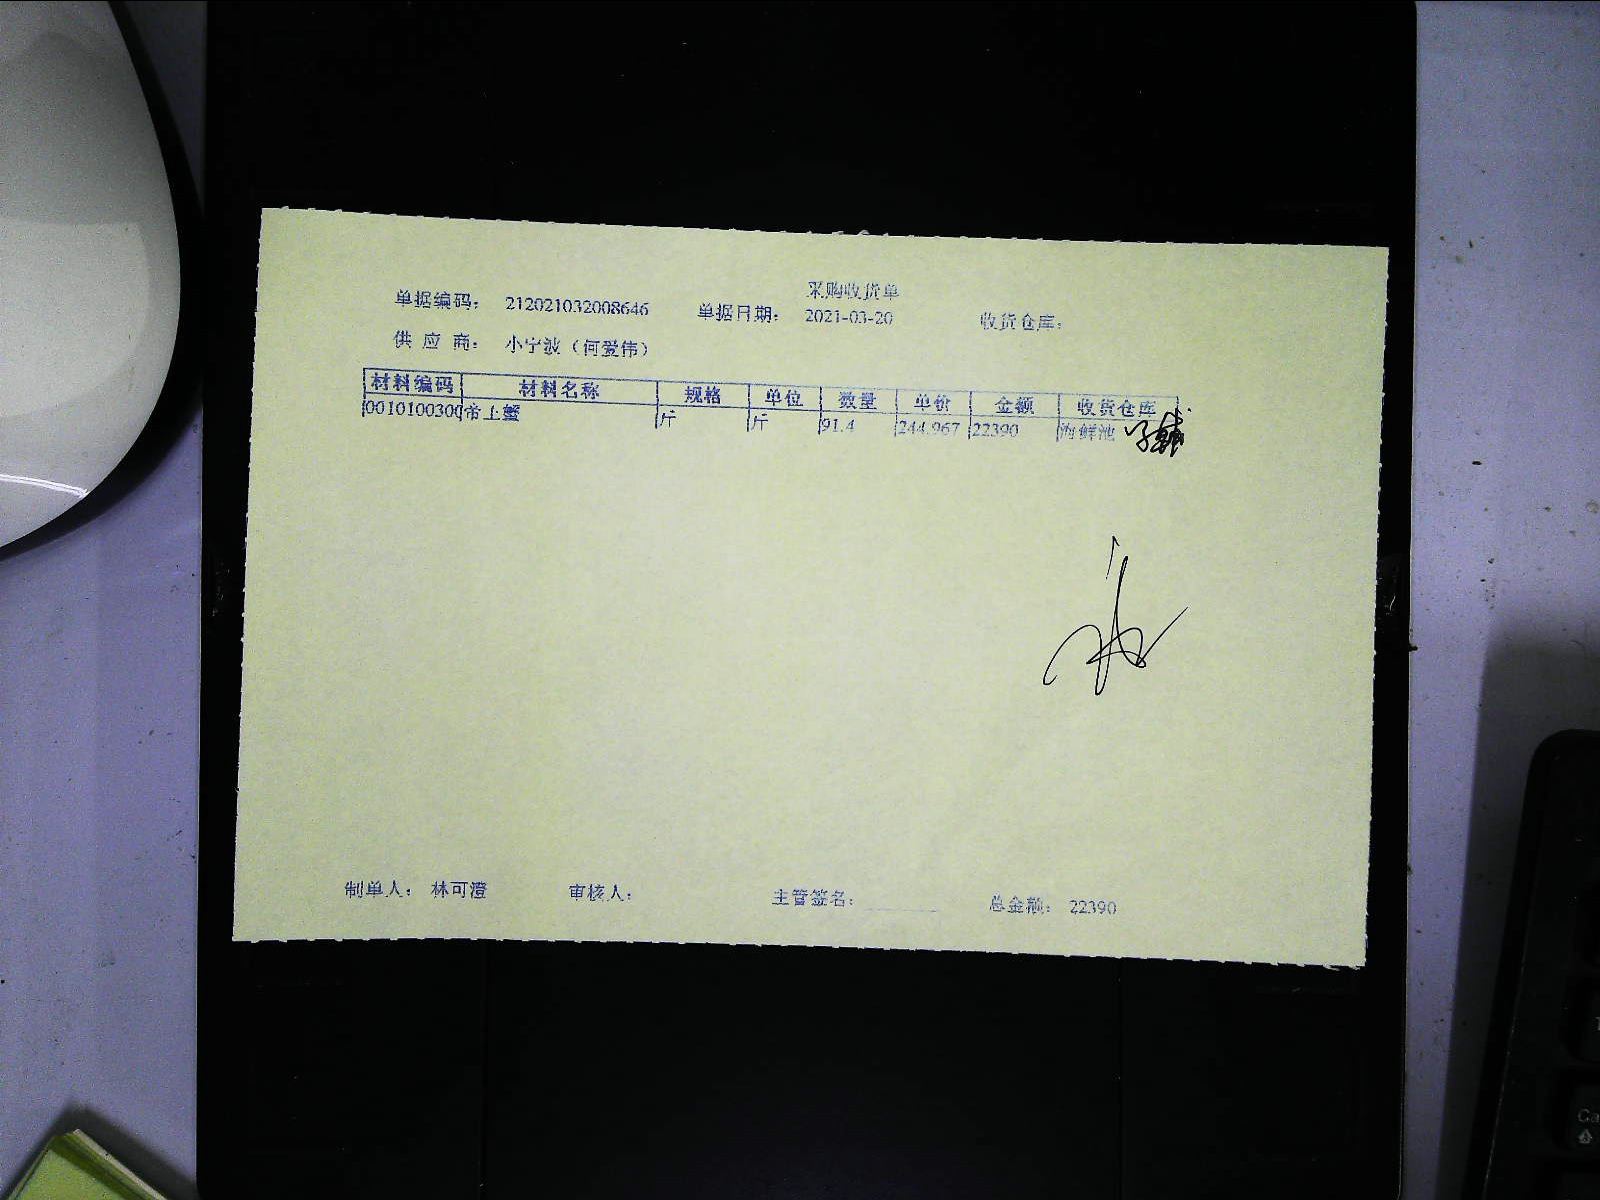 采购收货单
单据编码: 212021032008646 单据日期: 2021-03-20 收货仓库:
供 应 商: 小宁波（何爱伟）
材料编码 材料名称 规格 单位 数量 单价 金额 收货仓库
0010100300 帝王蟹 斤 斤 91.4 244.967 22390 海鲜池
制单人: 林可澄 审核人: 主管签名: 总金额: 22390